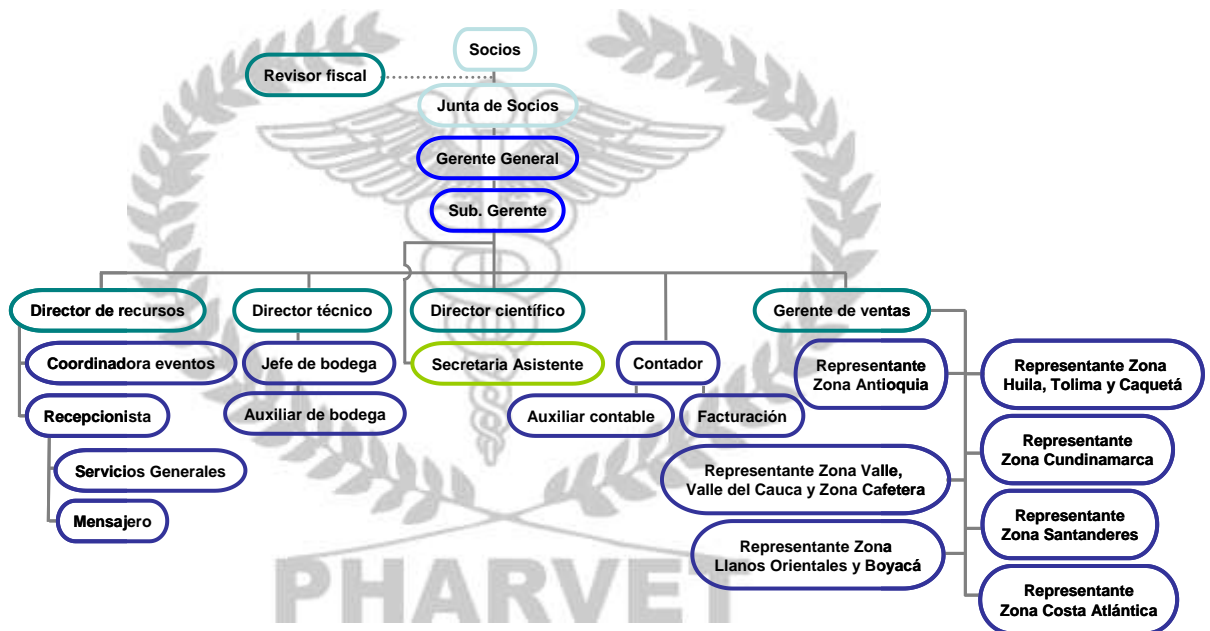 Socios
Revisor fiscal
Junta de Socios
Gerente General
Sub. Gerente
Director de recursos
Director técnico
Director científico
Gerente de ventas
Coordinadora eventos
Jefe de bodega
Secretaria Asistente
Contador
Representante
Zona Antioquia
Representante Zona
Huila, Tolima y Caquetá
Recepcionista
Auxiliar de bodega
Auxiliar contable
Facturación
Representante
Zona Cundinamarca
Servicios Generales
Representante Zona Valle,
Valle del Cauca y Zona Cafetera
Mensajero
Representante
Zona Santanderes
Representante Zona
Llanos Orientales y Boyacá
Representante
Zona Costa Atlántica
PHARVET